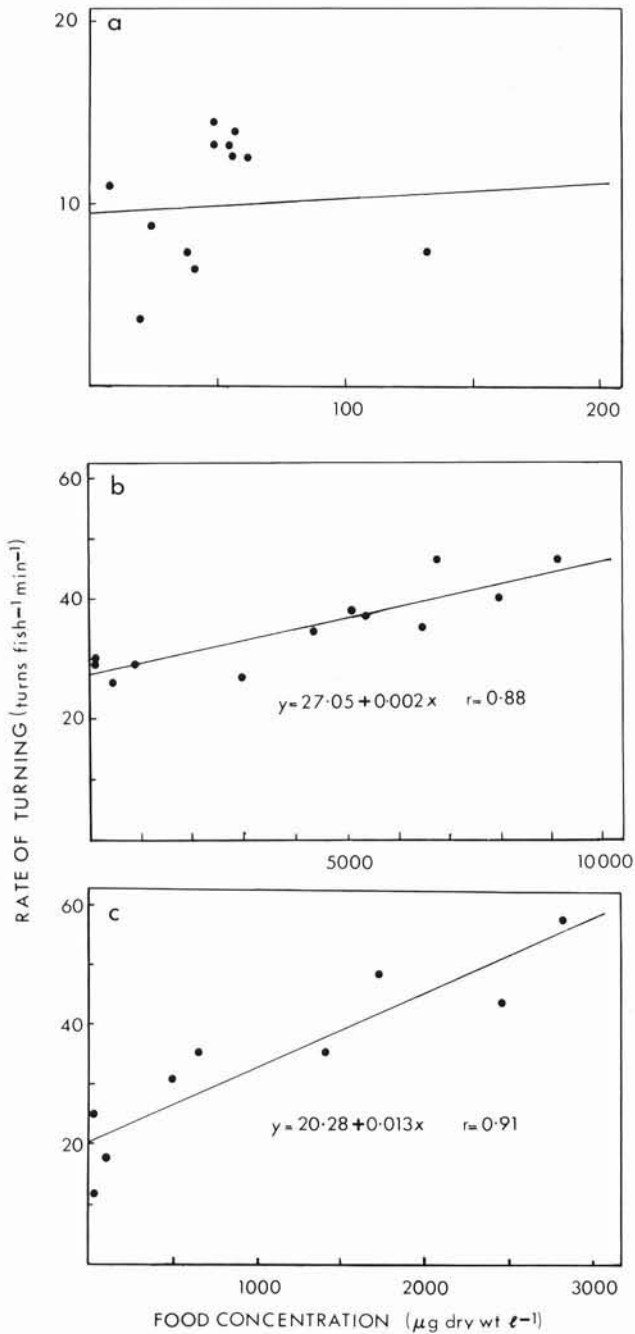 20
a
10
100
200
60
b
40
20
y = 27·05 + 0·002 x r = 0·88
5000
10000
RATE OF TURNING (turns fish⁻¹ min⁻¹)
60
c
40
20
y = 20·28 + 0·013x r = 0·91
1000
2000
3000
FOOD CONCENTRATION (μg dry wt ℓ⁻¹)